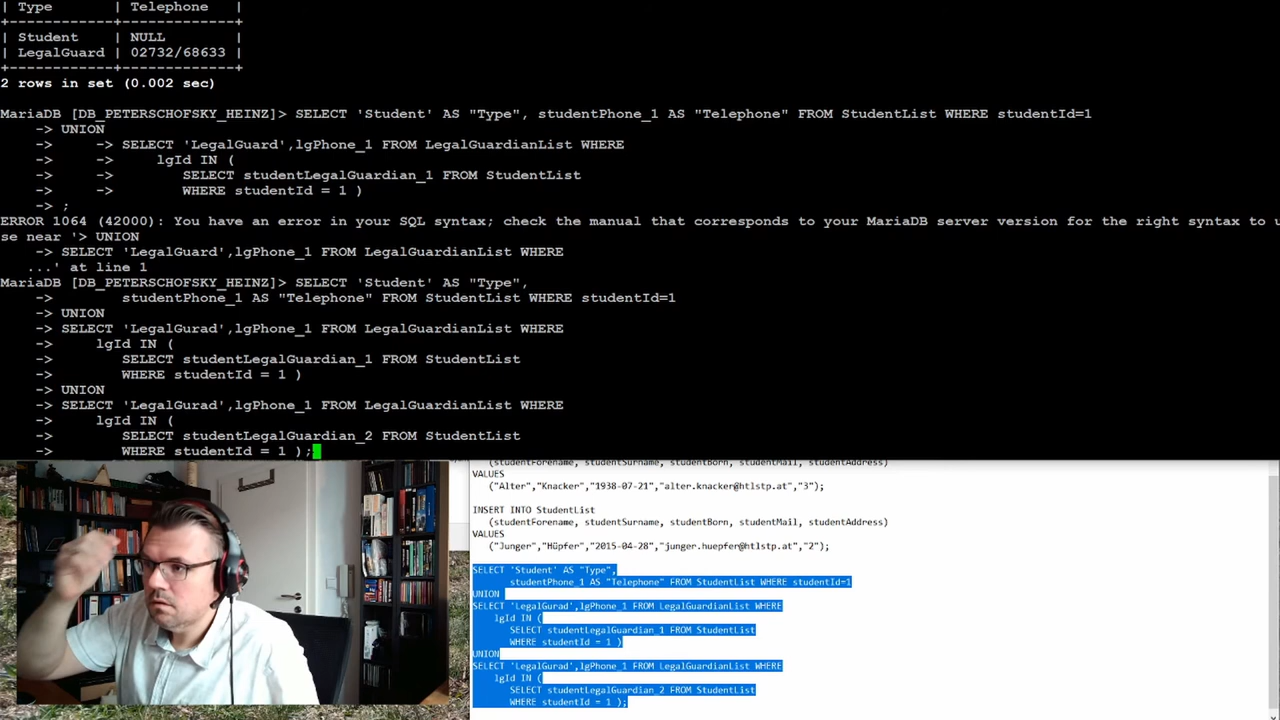 | Type       | Telephone   |
+------------+-------------+
| Student    | NULL        |
| LegalGuard | 02732/68633 |
+------------+-------------+
2 rows in set (0.002 sec)
MariaDB [DB_PETERSCHOFSKY_HEINZ]> SELECT 'Student' AS "Type", studentPhone_1 AS "Telephone" FROM StudentList WHERE studentId=1
    -> UNION
    ->     -> SELECT 'LegalGuard',lgPhone_1 FROM LegalGuardianList WHERE
    ->     ->     lgId IN (
    ->     ->        SELECT studentLegalGuardian_1 FROM StudentList
    ->     ->        WHERE studentId = 1 )
    -> ;
ERROR 1064 (42000): You have an error in your SQL syntax; check the manual that corresponds to your MariaDB server version for the right syntax to u
se near '> UNION
    -> SELECT 'LegalGuard',lgPhone_1 FROM LegalGuardianList WHERE
   ...' at line 1
MariaDB [DB_PETERSCHOFSKY_HEINZ]> SELECT 'Student' AS "Type",
    ->        studentPhone_1 AS "Telephone" FROM StudentList WHERE studentId=1
    -> UNION
    -> SELECT 'LegalGurad',lgPhone_1 FROM LegalGuardianList WHERE
    ->     lgId IN (
    ->        SELECT studentLegalGuardian_1 FROM StudentList
    ->        WHERE studentId = 1 )
    -> UNION
    -> SELECT 'LegalGurad',lgPhone_1 FROM LegalGuardianList WHERE
    ->     lgId IN (
    ->        SELECT studentLegalGuardian_2 FROM StudentList
    ->        WHERE studentId = 1 );
(studentForename, studentSurname, studentBorn, studentMail, studentAddress)
VALUES
("Alter","Knacker","1938-07-21","alter.knacker@htlstp.at","3");
INSERT INTO StudentList
(studentForename, studentSurname, studentBorn, studentMail, studentAddress)
VALUES
("Junger","Hüpfer","2015-04-28","junger.huepfer@htlstp.at","2");
SELECT 'Student' AS "Type",
studentPhone_1 AS "Telephone" FROM StudentList WHERE studentId=1
UNION
SELECT 'LegalGurad',lgPhone_1 FROM LegalGuardianList WHERE
lgId IN (
SELECT studentLegalGuardian_1 FROM StudentList
WHERE studentId = 1 )
UNION
SELECT 'LegalGurad',lgPhone_1 FROM LegalGuardianList WHERE
lgId IN (
SELECT studentLegalGuardian_2 FROM StudentList
WHERE studentId = 1 );